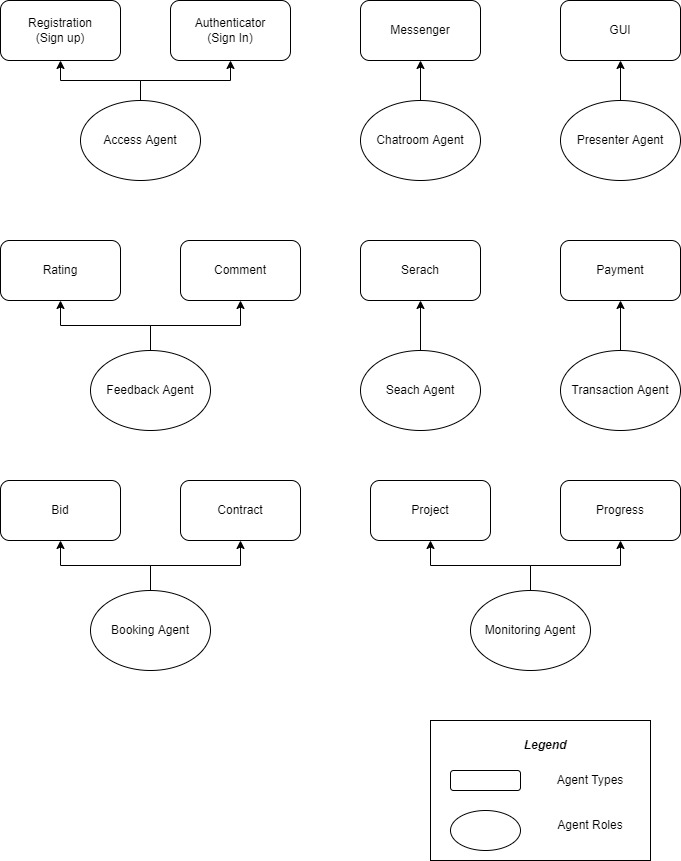 Registration
(Sign up)
Authenticator
(Sign In)
Messenger
GUI
Access Agent
Chatroom Agent
Presenter Agent
Rating
Comment
Serach
Payment
Feedback Agent
Seach Agent
Transaction Agent
Bid
Contract
Project
Progress
Booking Agent
Monitoring Agent
Legend
Agent Types
Agent Roles